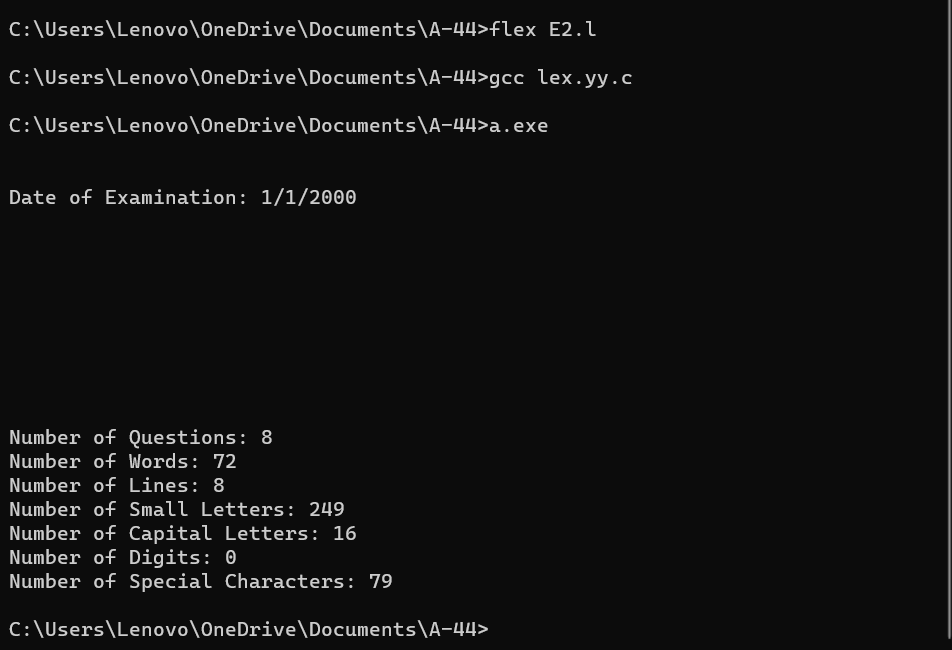 C:\Users\Lenovo\OneDrive\Documents\A-44>flex E2.l
C:\Users\Lenovo\OneDrive\Documents\A-44>gcc lex.yy.c
C:\Users\Lenovo\OneDrive\Documents\A-44>a.exe
Date of Examination: 1/1/2000
Number of Questions: 8
Number of Words: 72
Number of Lines: 8
Number of Small Letters: 249
Number of Capital Letters: 16
Number of Digits: 0
Number of Special Characters: 79
C:\Users\Lenovo\OneDrive\Documents\A-44>